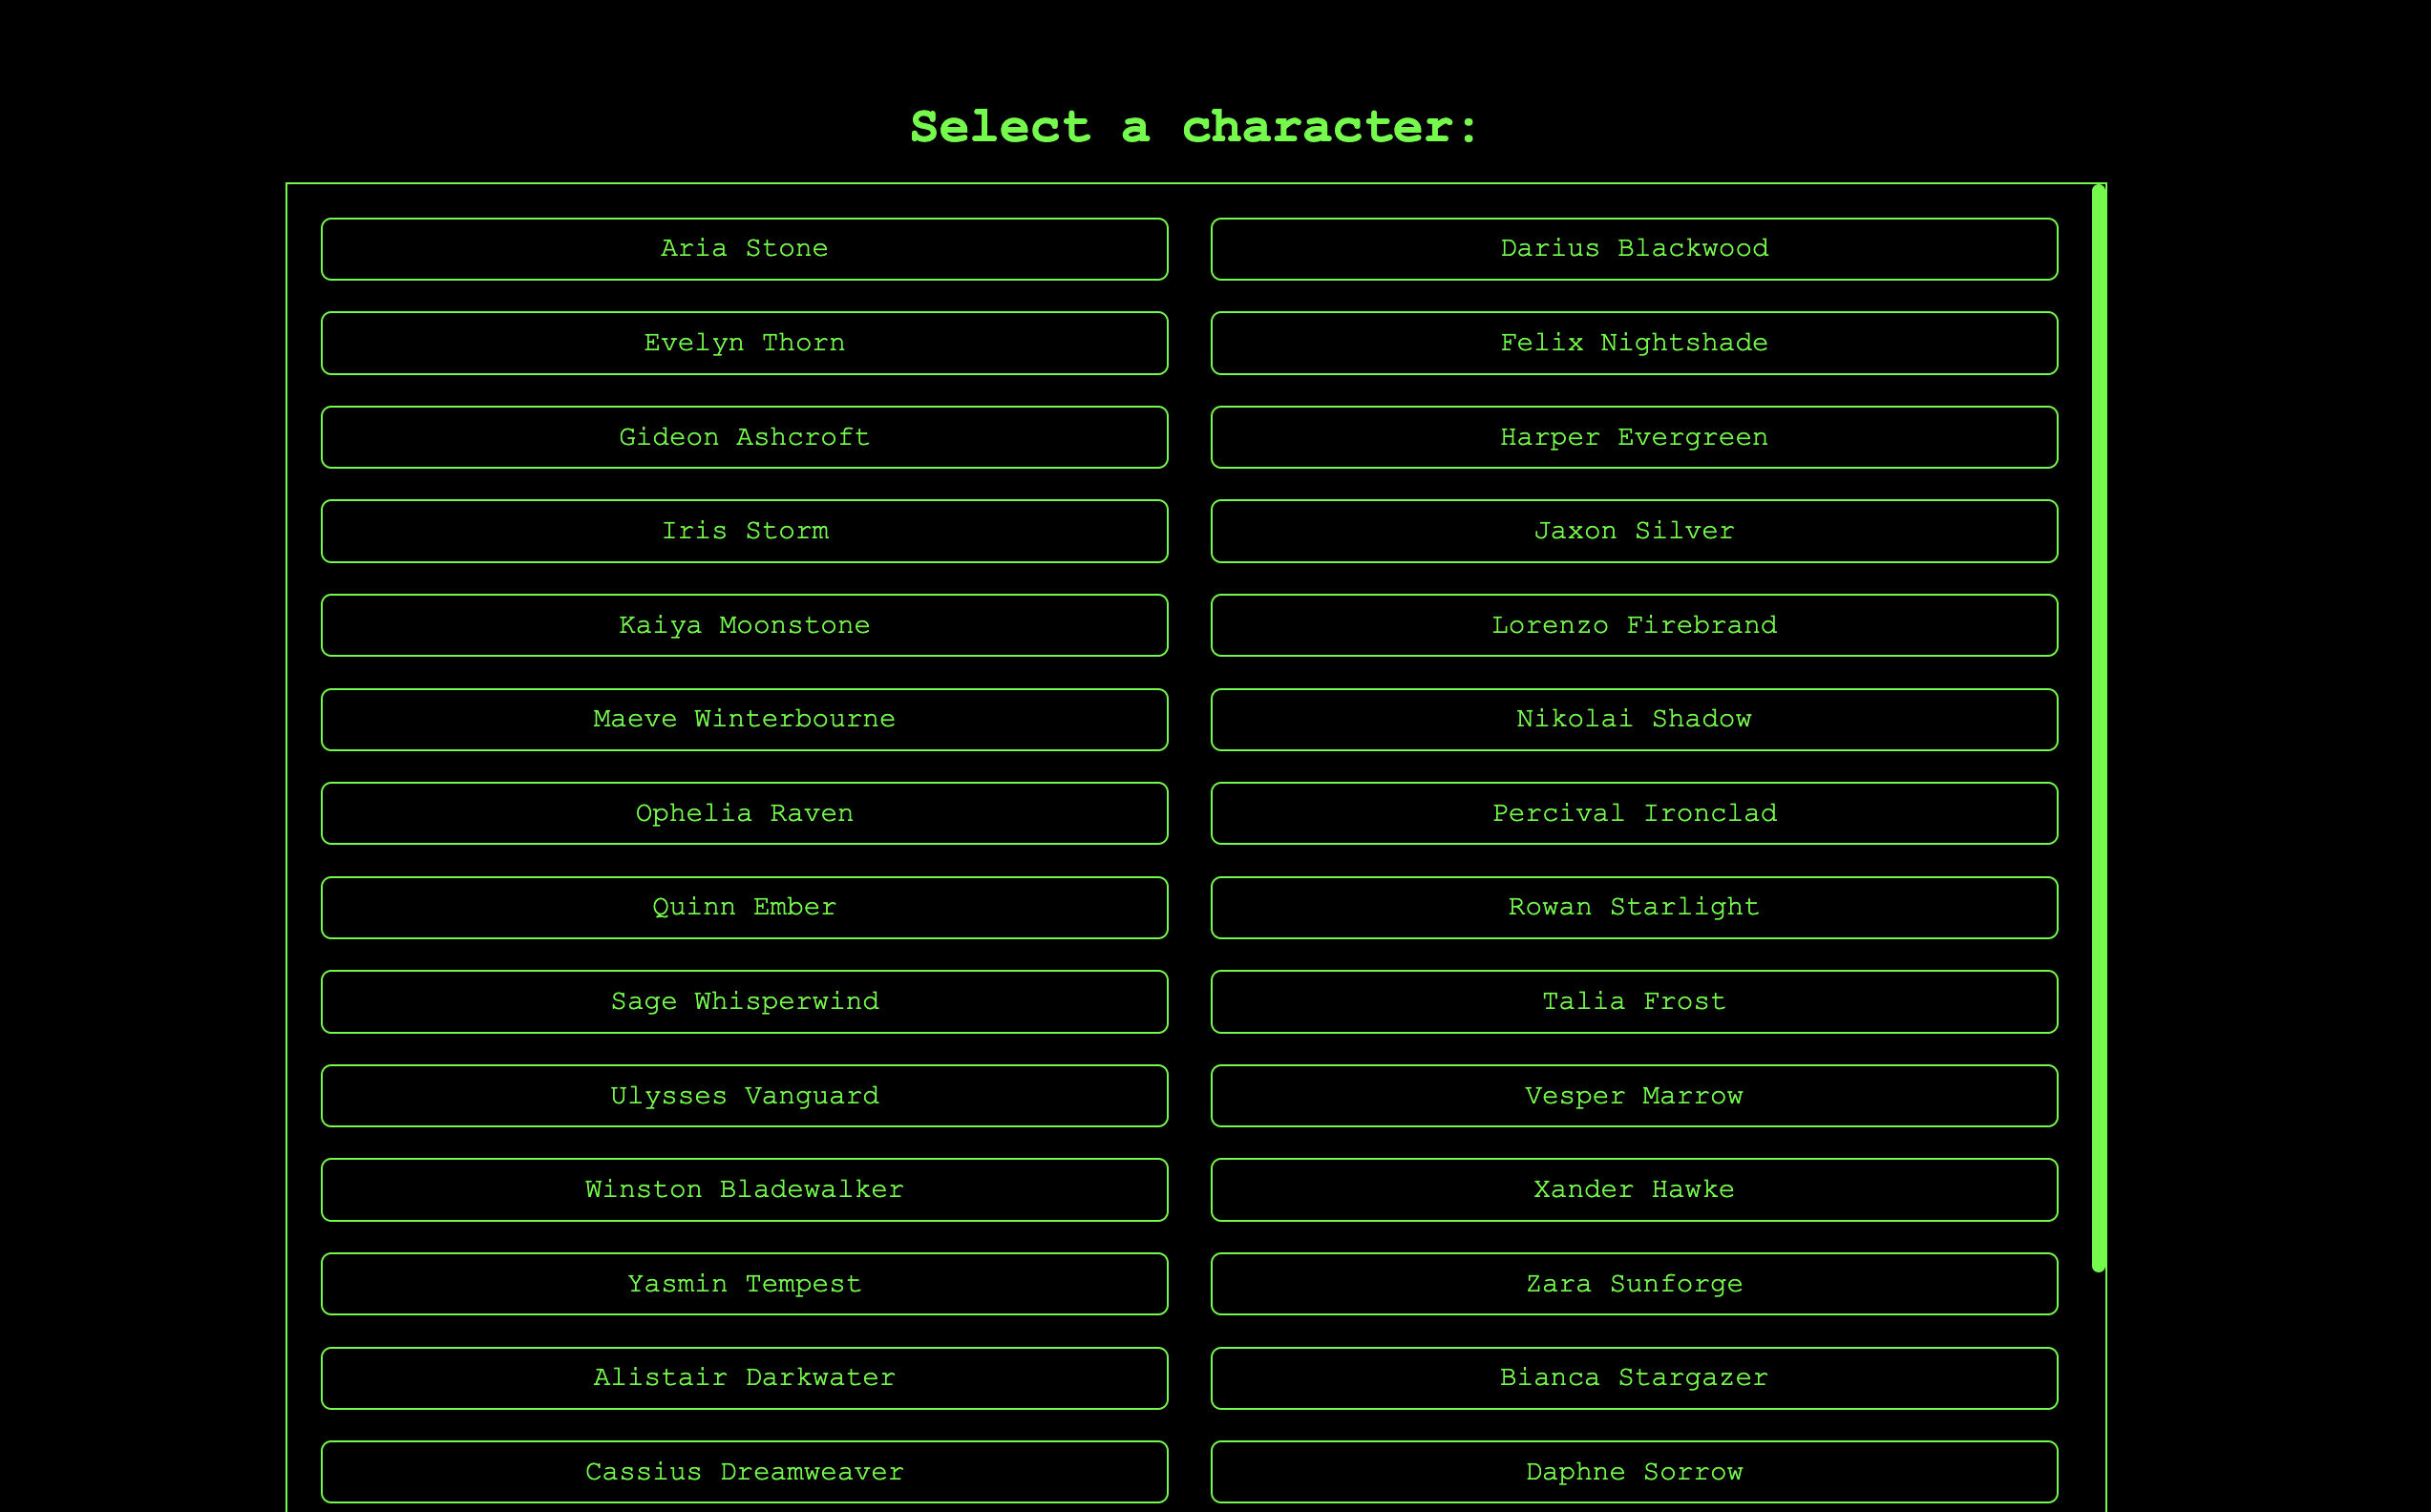 Select a character:
Aria Stone
Darius Blackwood
Evelyn Thorn
Felix Nightshade
Gideon Ashcroft
Harper Evergreen
Iris Storm
Jaxon Silver
Kaiya Moonstone
Lorenzo Firebrand
Maeve Winterbourne
Nikolai Shadow
Ophelia Raven
Percival Ironclad
Quinn Ember
Rowan Starlight
Sage Whisperwind
Talia Frost
Ulysses Vanguard
Vesper Marrow
Winston Bladewalker
Xander Hawke
Yasmin Tempest
Zara Sunforge
Alistair Darkwater
Bianca Stargazer
Cassius Dreamweaver
Daphne Sorrow